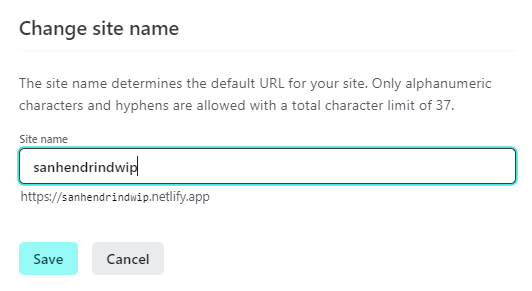 Change site name
The site name determines the default URL for your site. Only alphanumeric
characters and hyphens are allowed with a total character limit of 37.
Site name
sanhendrindwip
https://sanhendrindwip.netlify.app
Save Cancel